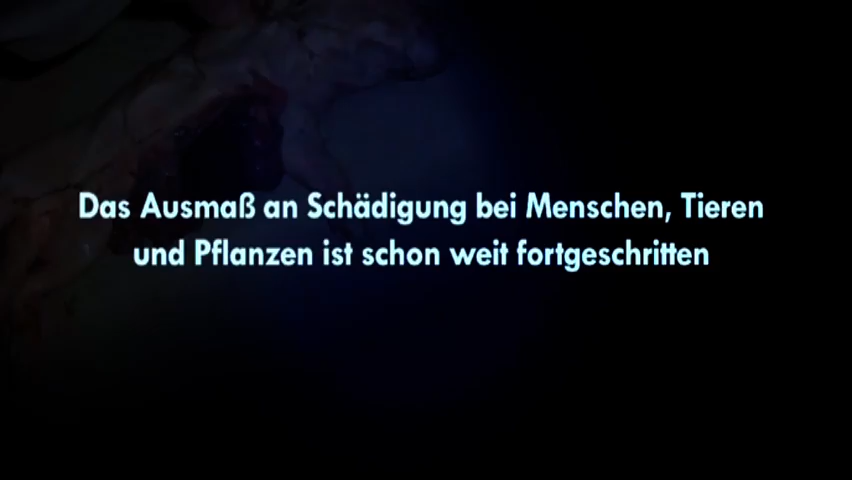 Das Ausmaß an Schädigung bei Menschen, Tieren
und Pflanzen ist schon weit fortgeschritten